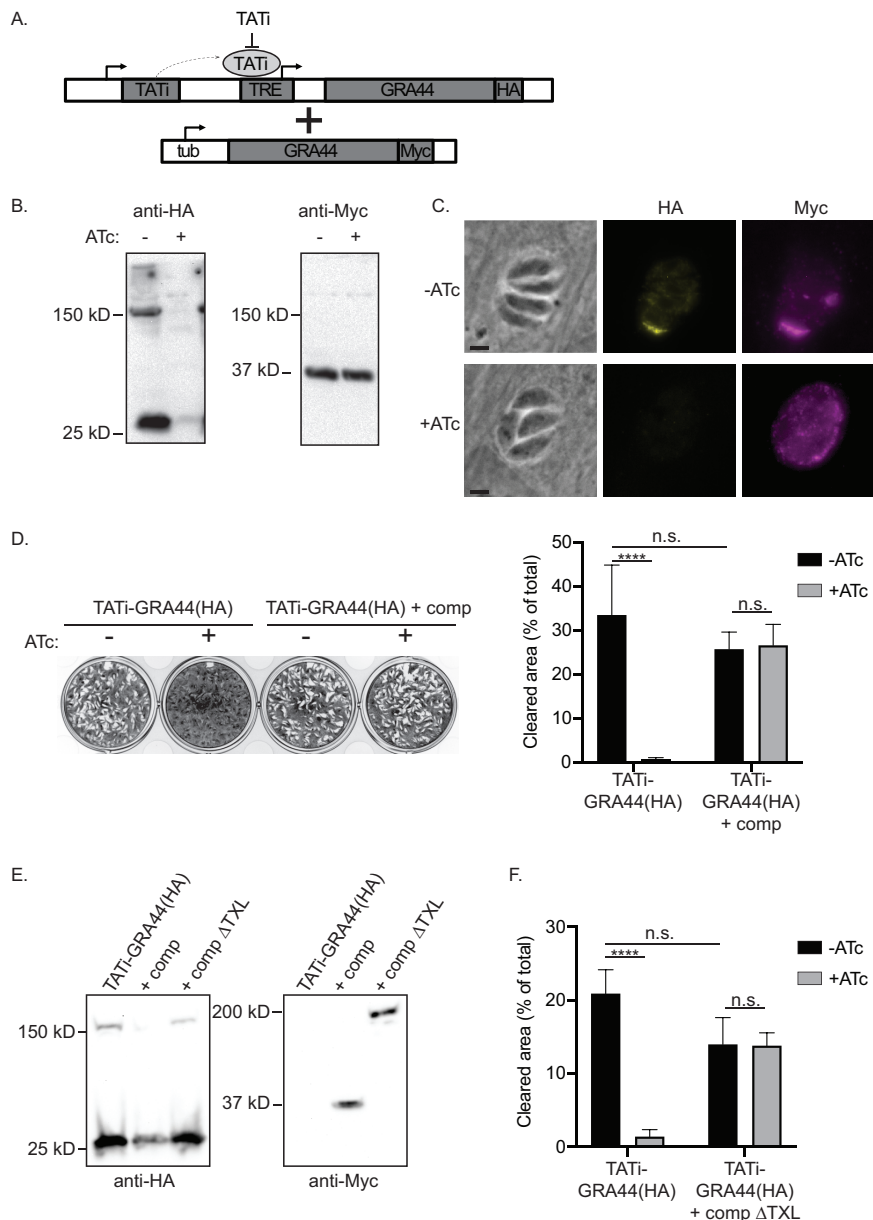 A.
TATi
TATi
TATi TRE GRA44 HA
+
tub GRA44 Myc
B.
anti-HA anti-Myc
ATc: - + - +
150 kD 150 kD
37 kD
25 kD
C.
HA Myc
-ATc
+ATc
D.
TATi-GRA44(HA) TATi-GRA44(HA) + comp
ATc: - + - +
Cleared area (% of total)
50
40
30
20
10
0
n.s.
****
n.s.
-ATc
+ATc
TATi-
GRA44(HA)
TATi-
GRA44(HA)
+ comp
E.
TATi-GRA44(HA)
+ comp
+ comp ΔTXL
150 kD
25 kD
anti-HA
TATi-GRA44(HA)
+ comp
+ comp ΔTXL
200 kD
37 kD
anti-Myc
F.
Cleared area (% of total)
30
20
10
0
n.s.
****
n.s.
-ATc
+ATc
TATi-
GRA44(HA)
TATi-
GRA44(HA)
+ comp ΔTXL